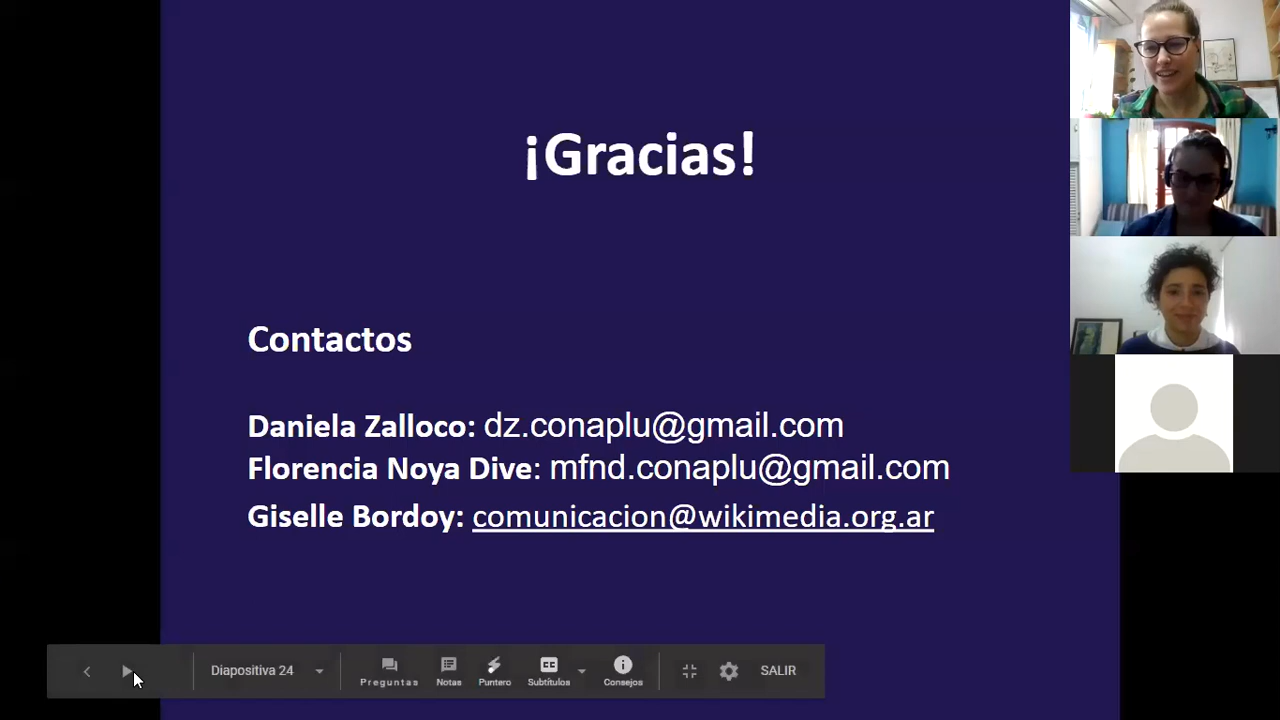 ¡Gracias!
Contactos
Daniela Zalloco: dz.conaplu@gmail.com
Florencia Noya Dive: mfnd.conaplu@gmail.com
Giselle Bordoy: comunicacion@wikimedia.org.ar
Diapositiva 24
Preguntas
Notas
Puntero
CC
Subtítulos
Consejos
SALIR